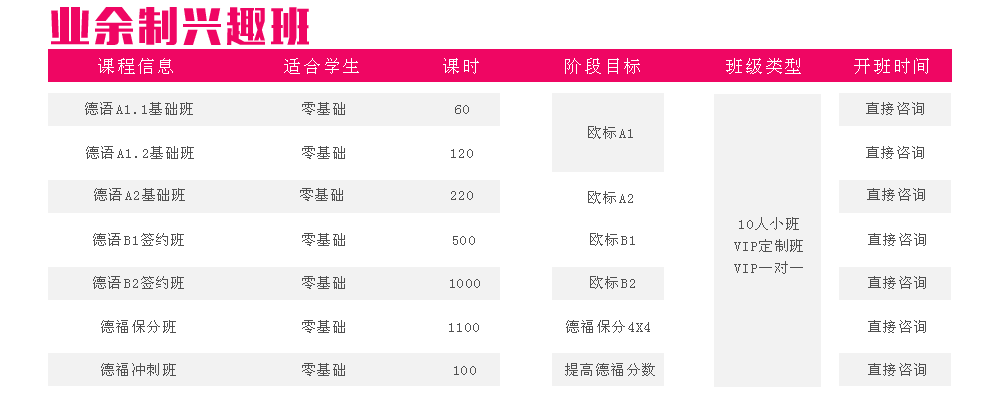 业余制兴趣班
课程信息 适合学生 课时 阶段目标 班级类型 开班时间
德语A1.1基础班 零基础 60 直接咨询
欧标A1
德语A1.2基础班 零基础 120 直接咨询
德语A2基础班 零基础 220 欧标A2 直接咨询
10人小班
德语B1签约班 零基础 500 欧标B1 直接咨询
VIP定制班
VIP一对一
德语B2签约班 零基础 1000 欧标B2 直接咨询
德福保分班 零基础 1100 德福保分4X4 直接咨询
德福冲刺班 零基础 100 提高德福分数 直接咨询